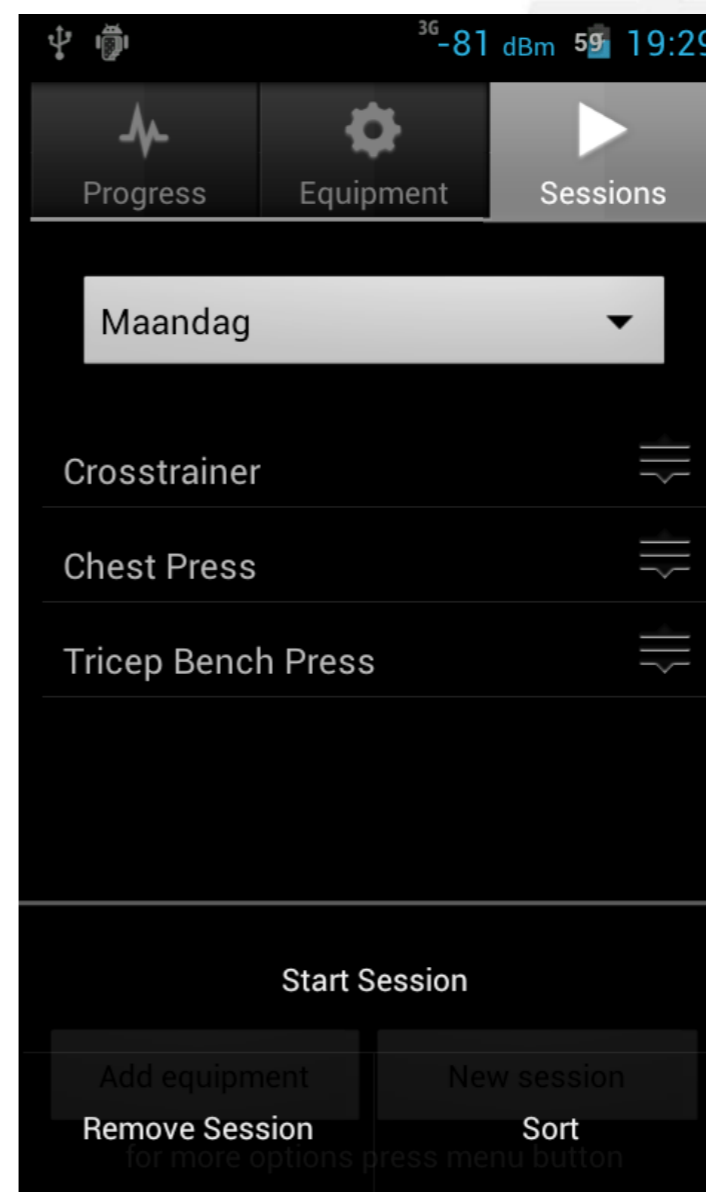 3G -81 dBm 59 19:29
Progress Equipment Sessions
Maandag
Crosstrainer
Chest Press
Tricep Bench Press
Start Session
Add equipment New session
Remove Session Sort
for more options press menu button